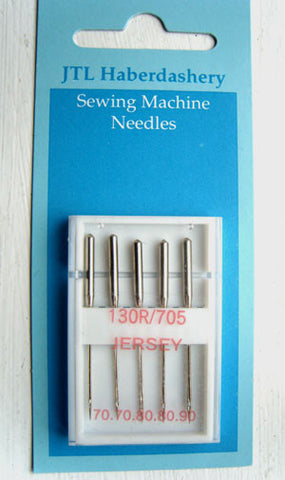 JTL Haberdashery
Sewing Machine
Needles
130R/705
JERSEY
70.70.80.80.90